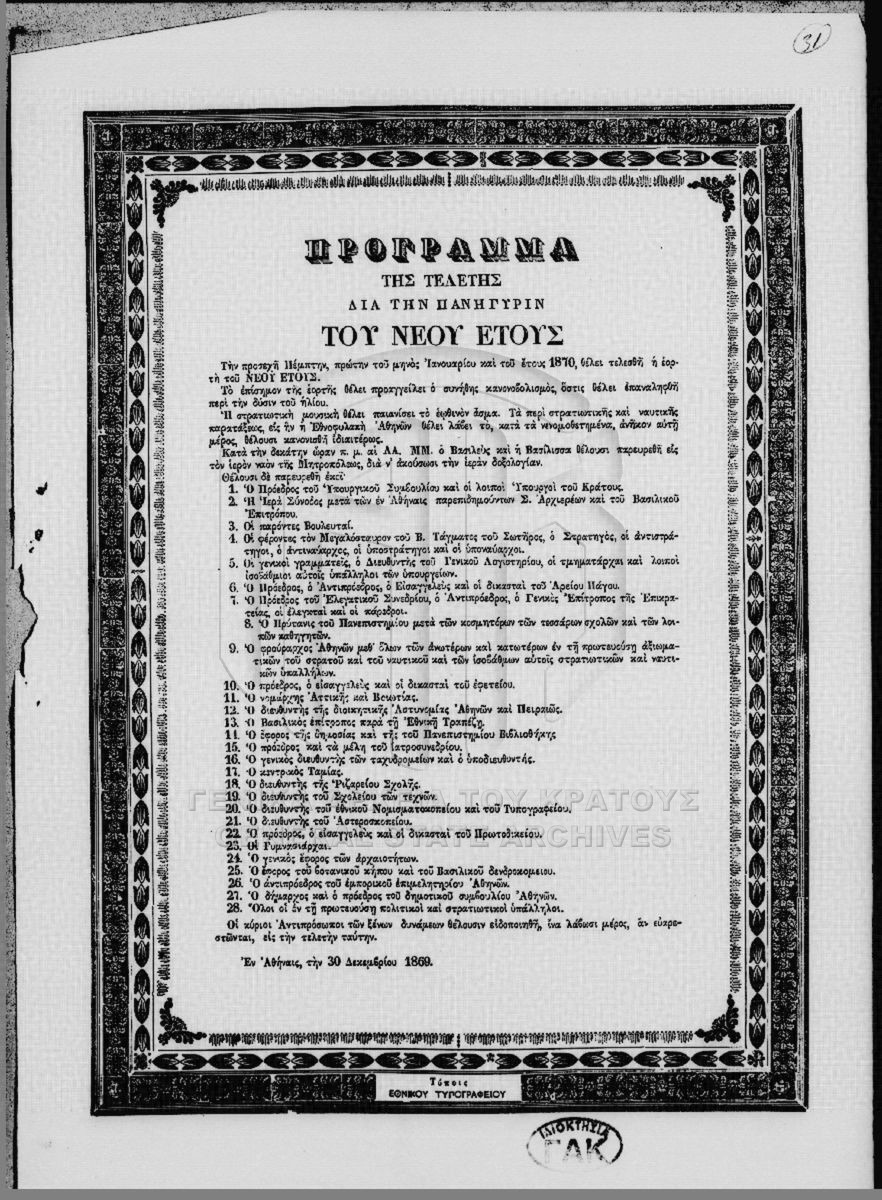 31
ΠΡΟΓΡΑΜΜΑ
ΤΗΣ ΤΕΛΕΤΗΣ
ΔΙΑ ΤΗΝ ΠΑΝΗΓΥΡΙΝ
ΤΟΥ ΝΕΟΥ ΕΤΟΥΣ
Τὴν προσεχῆ Πέμπτην, πρώτην τοῦ μηνὸς Ἰανουαρίου καὶ τοῦ ἔτους 1870, θέλει τελεσθῆ ἡ ἑορ-
τὴ τοῦ ΝΕΟΥ ΕΤΟΥΣ.
Τὸ ἐπίσημον τῆς ἑορτῆς θέλει προαγγείλει ὁ συνήθης κανονοβολισμὸς, ὅστις θέλει ἐπαναληφθῆ
περὶ τὴν δύσιν τοῦ ἡλίου.
Ἡ στρατιωτικὴ μουσικὴ θέλει παιανίσει τὸ ἑωθινὸν ᾆσμα. Τὰ περὶ στρατιωτικῆς καὶ ναυτικῆς
παρατάξεως, εἰς ἣν ἡ Ἐθνοφυλακὴ Ἀθηνῶν θέλει λάβει τὸ, κατὰ τὰ νενομοθετημένα, ἀνῆκον αὐτῇ
μέρος, θέλουσι κανονισθῆ ἰδιαιτέρως.
Κατὰ τὴν δεκάτην ὥραν π. μ. αἱ ΑΑ. ΜΜ. ὁ Βασιλεὺς καὶ ἡ Βασίλισσα θέλουσι παρευρεθῆ εἰς
τὸν ἱερὸν ναὸν τῆς Μητροπόλεως, διὰ ν' ἀκούσωσι τὴν ἱερὰν δοξολογίαν.
Θέλουσι δὲ παρευρεθῆ ἐκεῖ·
1. Ὁ Πρόεδρος τοῦ Ὑπουργικοῦ Συμβουλίου καὶ οἱ λοιποὶ Ὑπουργοὶ τοῦ Κράτους.
2. Ἡ Ἱερὰ Σύνοδος μετὰ τῶν ἐν Ἀθήναις παρεπιδημούντων Σ. Ἀρχιερέων καὶ τοῦ Βασιλικοῦ
Ἐπιτρόπου.
3. Οἱ παρόντες Βουλευταί.
4. Οἱ φέροντες τὸν Μεγαλόσταυρον τοῦ Β. Τάγματος τοῦ Σωτῆρος, ὁ Στρατηγὸς, οἱ ἀντιστρά-
τηγοι, ὁ ἀντιναύαρχος, οἱ ὑποστράτηγοι καὶ οἱ ὑποναύαρχοι.
5. Οἱ γενικοὶ γραμματεῖς, ὁ Διευθυντὴς τοῦ Γενικοῦ Λογιστηρίου, οἱ τμηματάρχαι καὶ λοιποὶ
ἰσοβάθμιοι αὐτοῖς ὑπάλληλοι τῶν ὑπουργείων.
6. Ὁ Πρόεδρος, ὁ Ἀντιπρόεδρος, ὁ Εἰσαγγελεὺς καὶ οἱ δικασταὶ τοῦ Ἀρείου Πάγου.
7. Ὁ Πρόεδρος τοῦ Ἐλεγκτικοῦ Συνεδρίου, ὁ Ἀντιπρόεδρος, ὁ Γενικὸς Ἐπίτροπος τῆς Ἐπικρα-
τείας, οἱ ἐλεγκταὶ καὶ οἱ πάρεδροι.
8. Ὁ Πρύτανις τοῦ Πανεπιστημίου μετὰ τῶν κοσμητόρων τῶν τεσσάρων σχολῶν καὶ τῶν λοι-
πῶν καθηγητῶν.
9. Ὁ φρούραρχος Ἀθηνῶν μεθ' ὅλων τῶν ἀνωτέρων καὶ κατωτέρων ἐν τῇ πρωτευούσῃ ἀξιωμα-
τικῶν τοῦ στρατοῦ καὶ τοῦ ναυτικοῦ καὶ τῶν ἰσοβάθμων αὐτοῖς στρατιωτικῶν καὶ ναυτι-
κῶν ὑπαλλήλων.
10. Ὁ πρόεδρος, ὁ εἰσαγγελεὺς καὶ οἱ δικασταὶ τοῦ ἐφετείου.
11. Ὁ νομάρχης Ἀττικῆς καὶ Βοιωτίας.
12. Ὁ διευθυντὴς τῆς διοικητικῆς Ἀστυνομίας Ἀθηνῶν καὶ Πειραιῶς.
13. Ὁ Βασιλικὸς ἐπίτροπος παρὰ τῇ Ἐθνικῇ Τραπέζῃ.
14. Ὁ ἔφορος τῆς δημοσίας καὶ τῆς τοῦ Πανεπιστημίου Βιβλιοθήκης
15. Ὁ πρόεδρος καὶ τὰ μέλη τοῦ ἰατροσυνεδρίου.
16. Ὁ γενικὸς διευθυντὴς τῶν ταχυδρομείων καὶ ὁ ὑποδιευθυντής.
17. Ὁ κεντρικὸς Ταμίας.
18. Ὁ διευθυντὴς τῆς Ῥιζαρείου Σχολῆς.
19. Ὁ διευθυντὴς τοῦ Σχολείου τῶν τεχνῶν.
20. Ὁ διευθυντὴς τοῦ ἐθνικοῦ Νομισματοκοπείου καὶ τοῦ Τυπογραφείου.
21. Ὁ διευθυντὴς τοῦ Ἀστεροσκοπείου.
22. Ὁ πρόεδρος, ὁ εἰσαγγελεὺς καὶ οἱ δικασταὶ τοῦ Πρωτοδικείου.
23. Οἱ Γυμνασιάρχαι.
24. Ὁ γενικὸς ἔφορος τῶν ἀρχαιοτήτων.
25. Ὁ ἔφορος τοῦ βοτανικοῦ κήπου καὶ τοῦ Βασιλικοῦ δενδροκομείου.
26. Ὁ ἀντιπρόεδρος τοῦ ἐμπορικοῦ ἐπιμελητηρίου Ἀθηνῶν.
27. Ὁ δήμαρχος καὶ ὁ πρόεδρος τοῦ δημοτικοῦ συμβουλίου Ἀθηνῶν.
28. Ὅλοι οἱ ἐν τῇ πρωτευούσῃ πολιτικοὶ καὶ στρατιωτικοὶ ὑπάλληλοι.
Οἱ κύριοι Ἀντιπρόσωποι τῶν ξένων δυνάμεων θέλουσιν εἰδοποιηθῆ, ἵνα λάβωσι μέρος, ἂν εὐαρε-
στῶνται, εἰς τὴν τελετὴν ταύτην.
Ἐν Ἀθήναις, τὴν 30 Δεκεμβρίου 1869.
Τύποις
ΕΘΝΙΚΟΥ ΤΥΠΟΓΡΑΦΕΙΟΥ
ΙΔΙΟΚΤΗΣΙΑ
ΓΑΚ